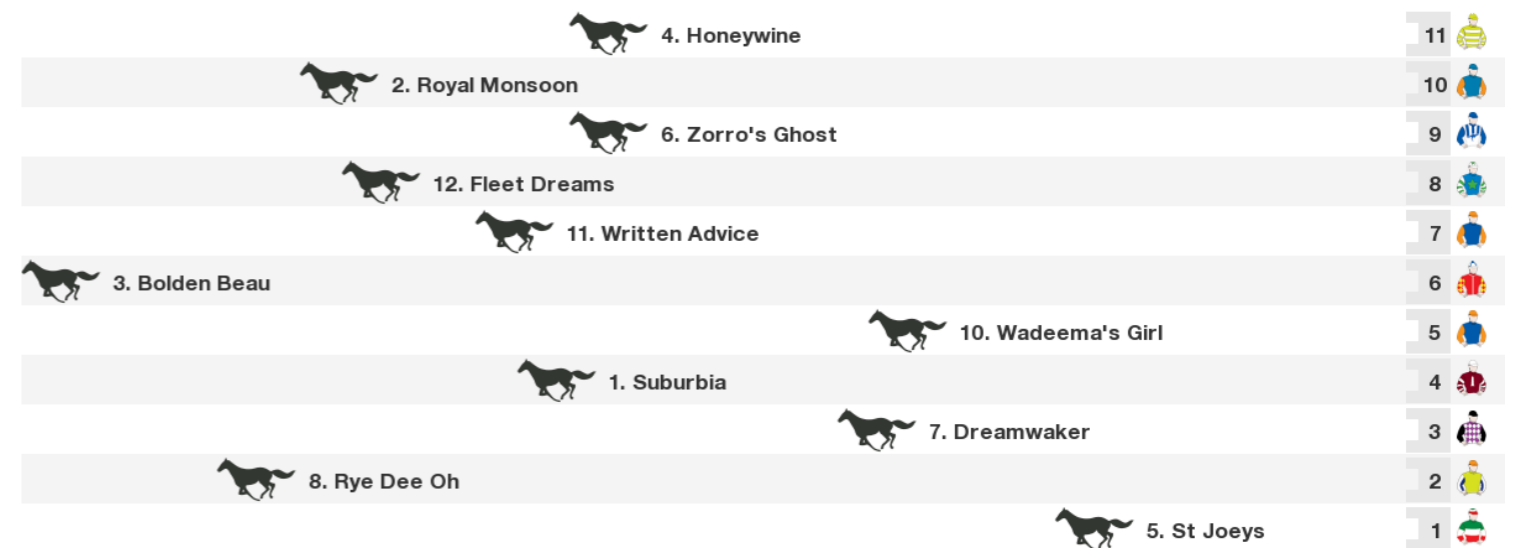 4. Honeywine 11
2. Royal Monsoon 10
6. Zorro's Ghost 9
12. Fleet Dreams 8
11. Written Advice 7
3. Bolden Beau 6
10. Wadeema's Girl 5
1. Suburbia 4
7. Dreamwaker 3
8. Rye Dee Oh 2
5. St Joeys 1